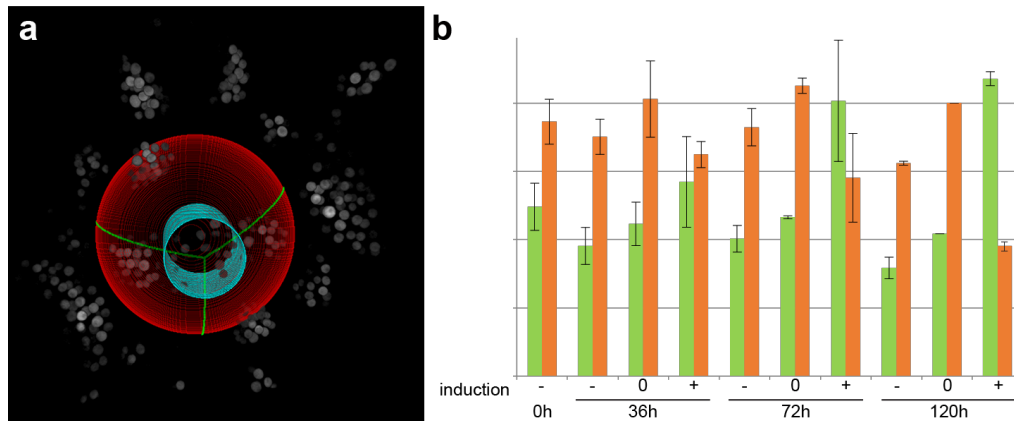 a
b
induction - - 0 + - 0 + - 0 +
0h 36h 72h 120h